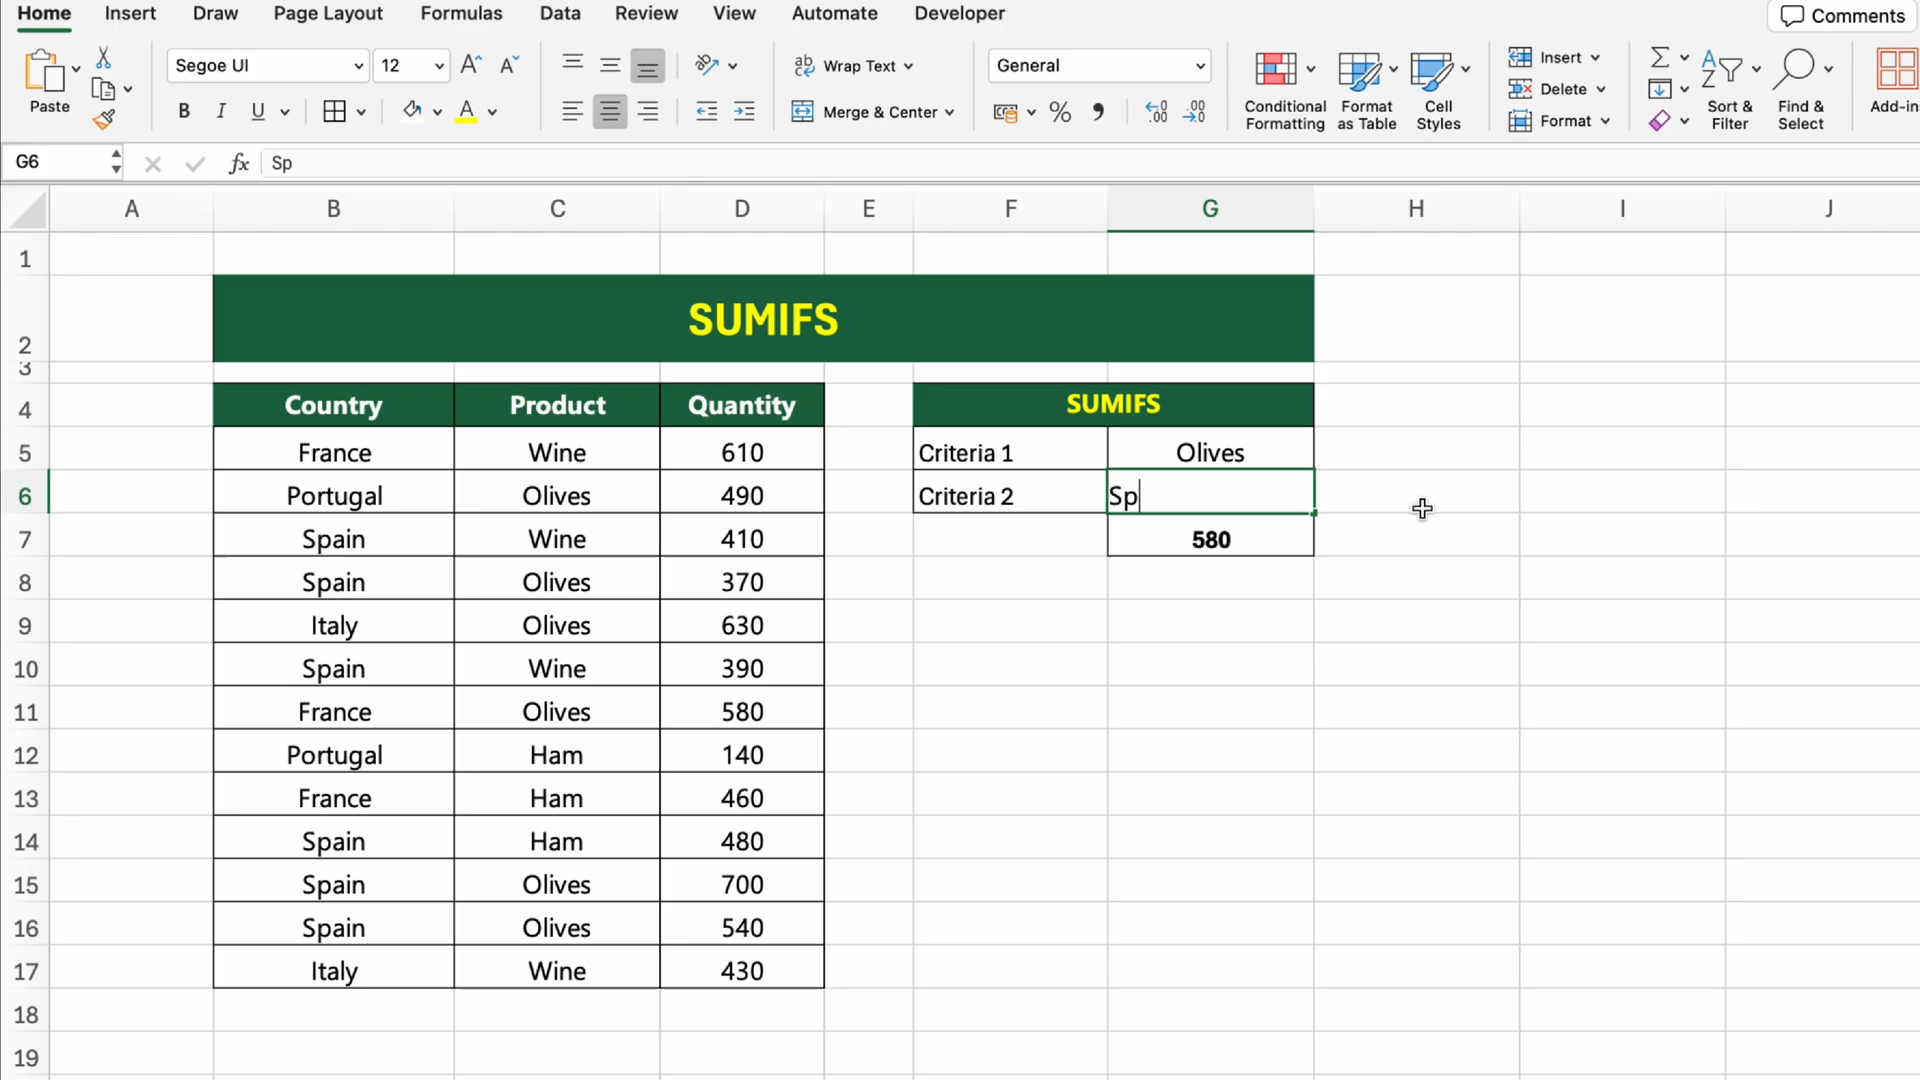 Home Insert Draw Page Layout Formulas Data Review View Automate Developer Comments
Paste
Segoe UI 12
B I U A
Wrap Text
Merge & Center
General
Conditional Formatting
Format as Table
Cell Styles
Insert
Delete
Format
Sort & Filter
Find & Select
Add-in
G6 fx Sp
A B C D E F G H I J
1
2 SUMIFS
3
4 Country Product Quantity SUMIFS
5 France Wine 610 Criteria 1 Olives
6 Portugal Olives 490 Criteria 2 Sp
7 Spain Wine 410 580
8 Spain Olives 370
9 Italy Olives 630
10 Spain Wine 390
11 France Olives 580
12 Portugal Ham 140
13 France Ham 460
14 Spain Ham 480
15 Spain Olives 700
16 Spain Olives 540
17 Italy Wine 430
18
19